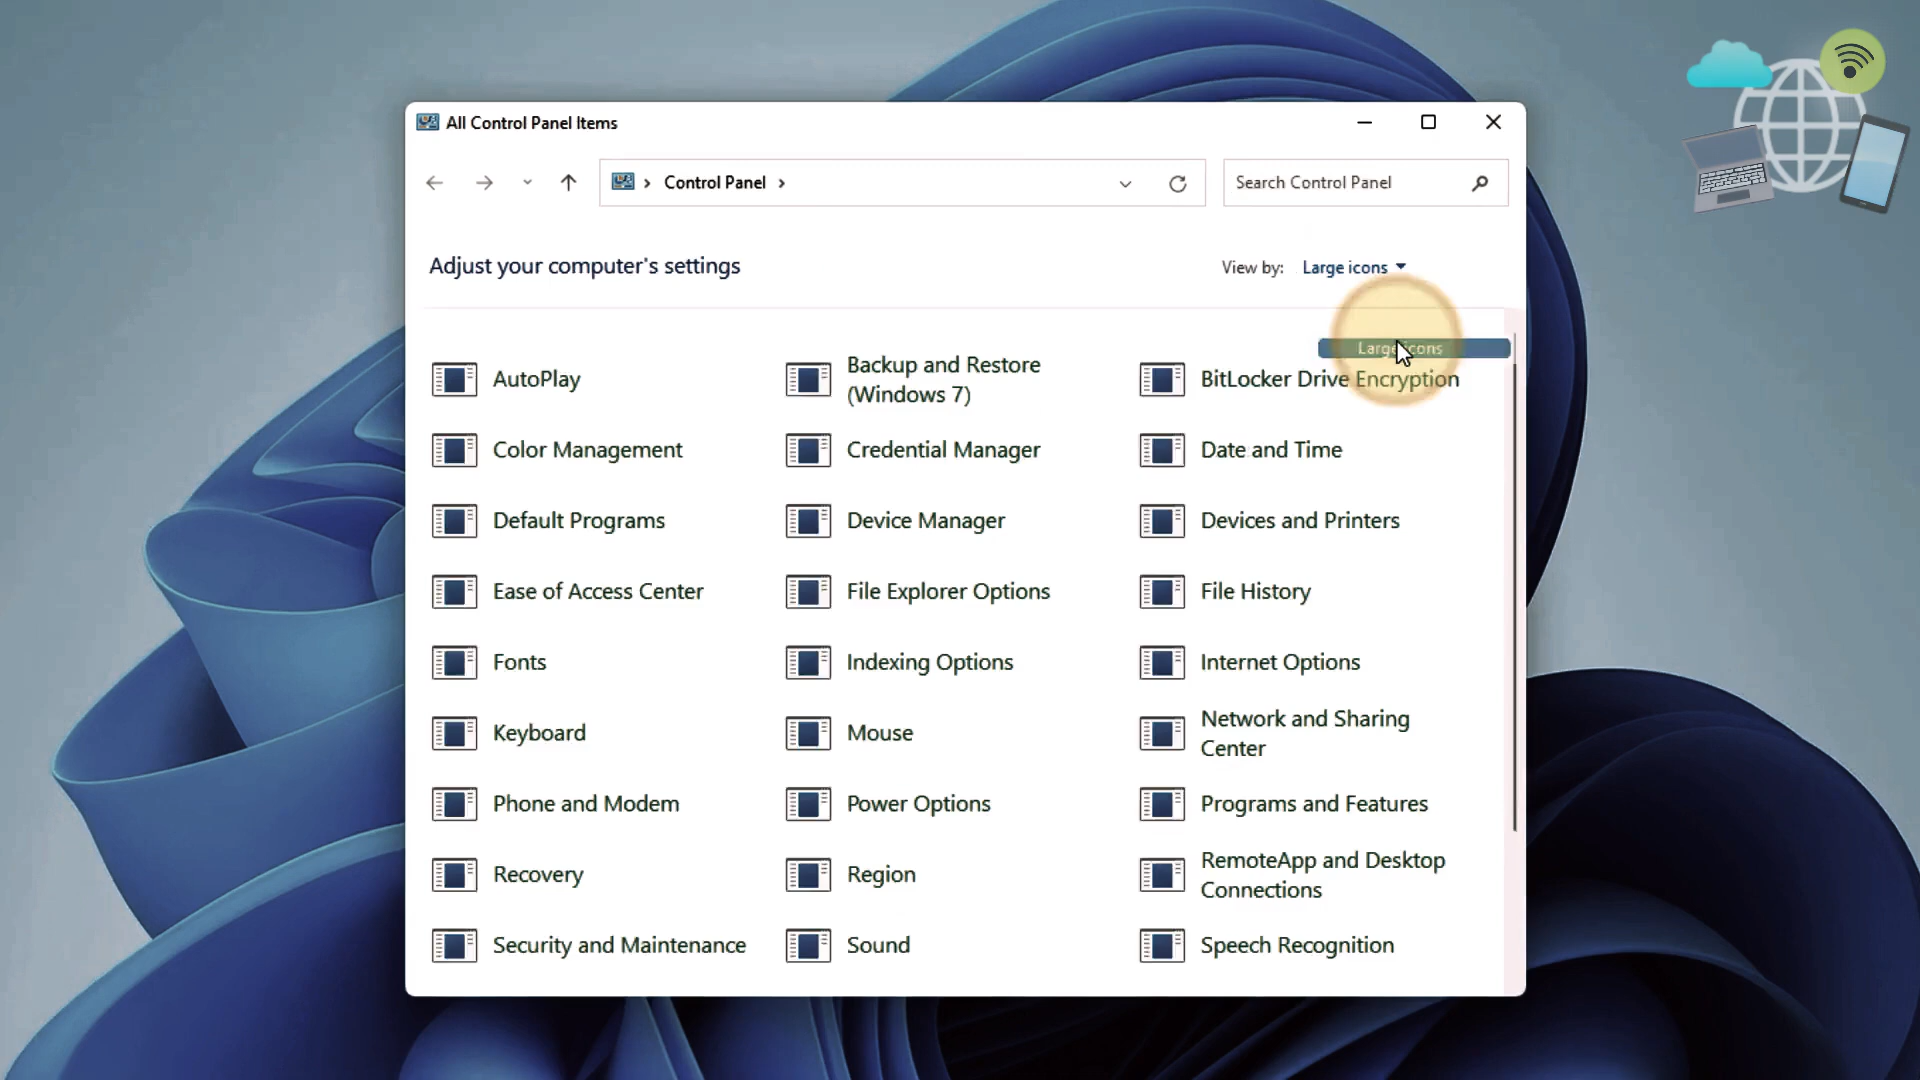 All Control Panel Items
Control Panel
Search Control Panel
Adjust your computer's settings
View by: Large icons
Large icons
AutoPlay
Backup and Restore
(Windows 7)
BitLocker Drive Encryption
Color Management
Credential Manager
Date and Time
Default Programs
Device Manager
Devices and Printers
Ease of Access Center
File Explorer Options
File History
Fonts
Indexing Options
Internet Options
Keyboard
Mouse
Network and Sharing
Center
Phone and Modem
Power Options
Programs and Features
Recovery
Region
RemoteApp and Desktop
Connections
Security and Maintenance
Sound
Speech Recognition